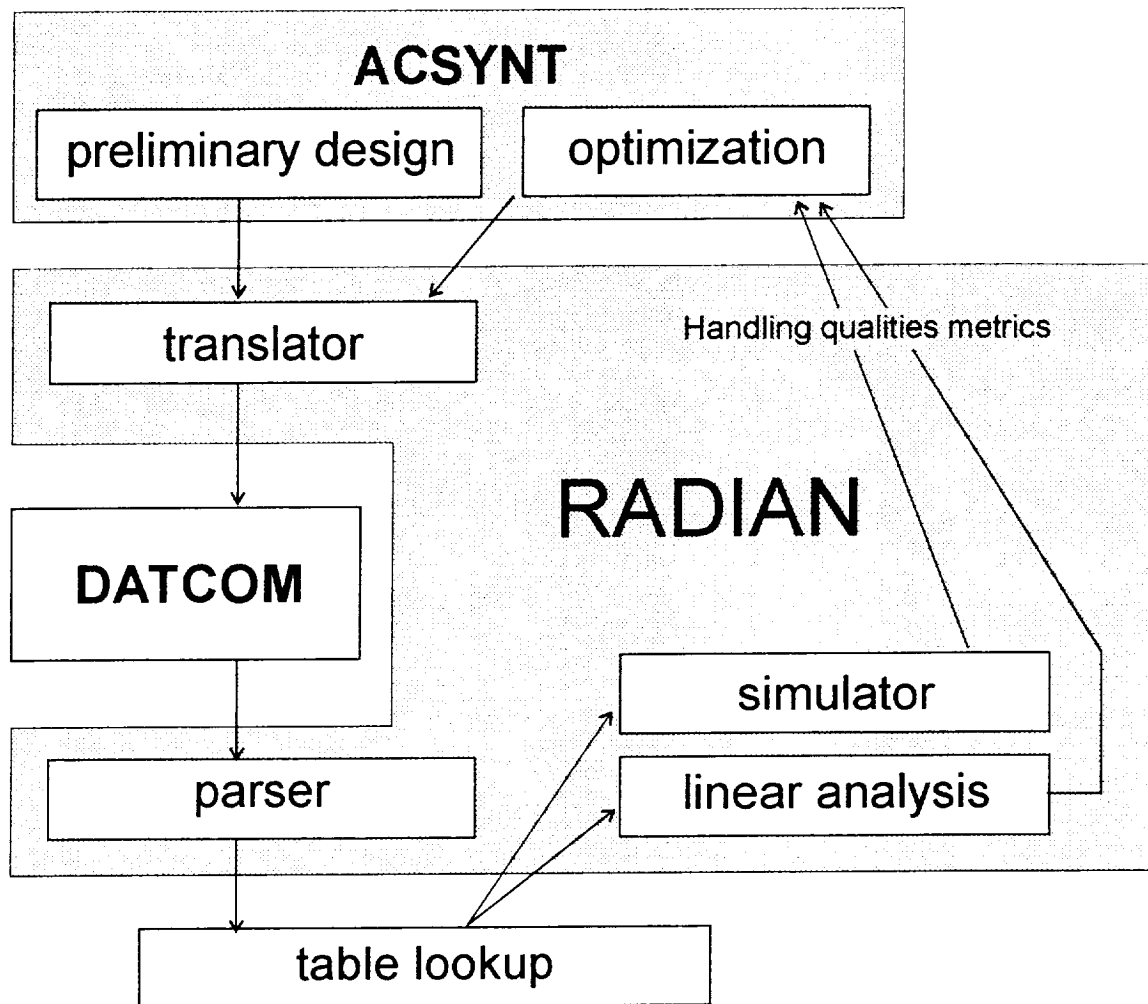 ACSYNT
preliminary design
optimization
translator
Handling qualities metrics
RADIAN
DATCOM
simulator
parser
linear analysis
table lookup